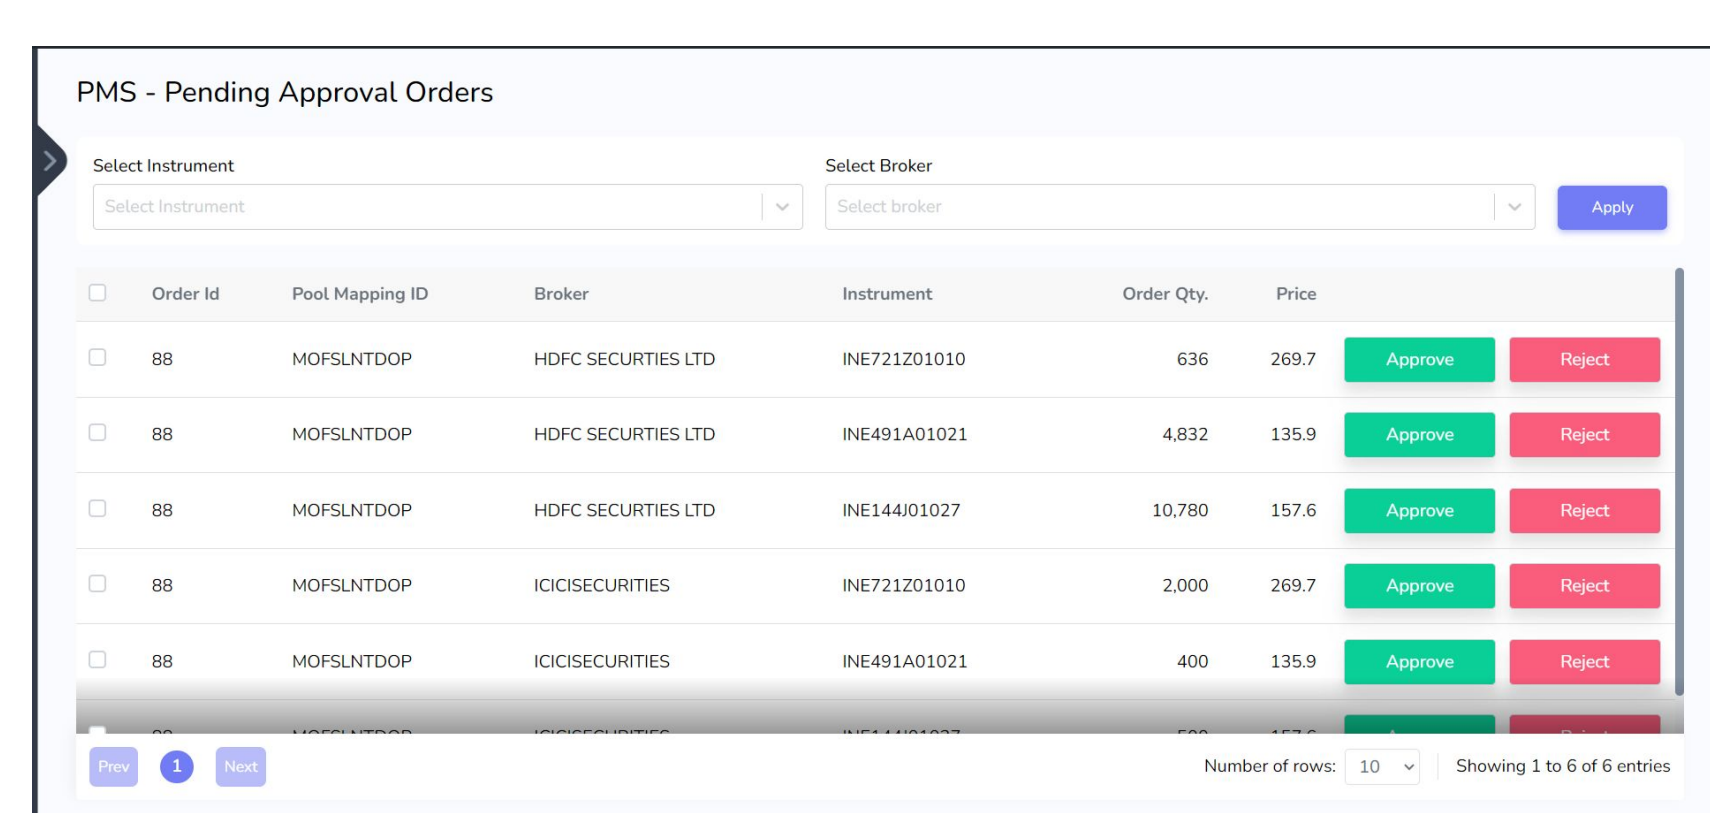 PMS - Pending Approval Orders
Select Instrument Select Broker
Select Instrument Select broker Apply
Order Id Pool Mapping ID Broker Instrument Order Qty. Price
88 MOFSLNTDOP HDFC SECURTIES LTD INE721Z01010 636 269.7 Approve Reject
88 MOFSLNTDOP HDFC SECURTIES LTD INE491A01021 4,832 135.9 Approve Reject
88 MOFSLNTDOP HDFC SECURTIES LTD INE144J01027 10,780 157.6 Approve Reject
88 MOFSLNTDOP ICICISECURITIES INE721Z01010 2,000 269.7 Approve Reject
88 MOFSLNTDOP ICICISECURITIES INE491A01021 400 135.9 Approve Reject
Prev 1 Next Number of rows: 10 Showing 1 to 6 of 6 entries